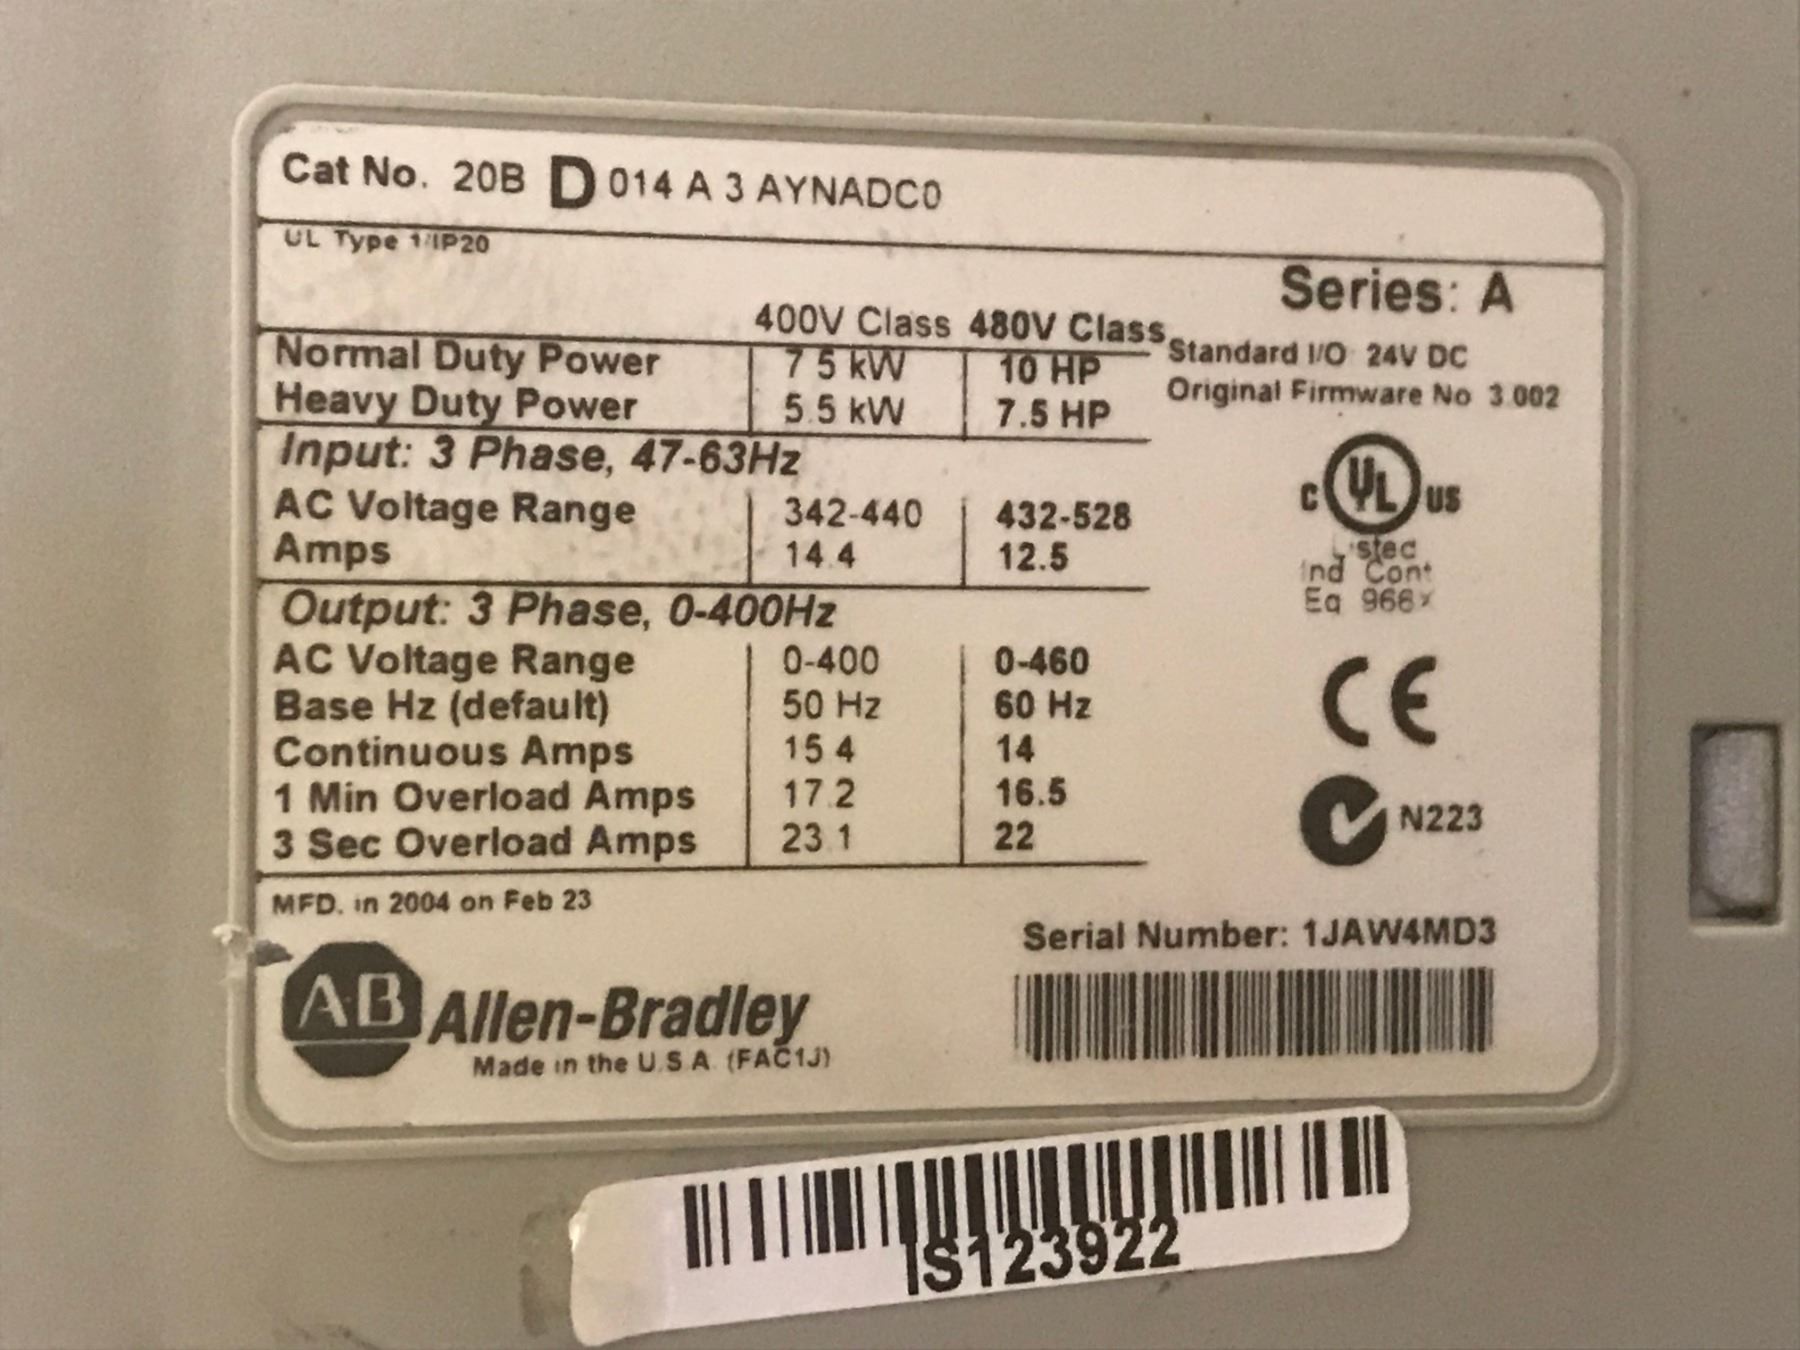 Cat No. 20B D 014 A 3 AYNADC0
UL Type 1/IP20
Series: A
400V Class 480V Class
Standard I/O 24V DC
Original Firmware No 3.002
Normal Duty Power 7.5 kW 10 HP
Heavy Duty Power 5.5 kW 7.5 HP
Input: 3 Phase, 47-63Hz
AC Voltage Range 342-440 432-528
Amps 14.4 12.5
C UL US
Listed
Ind Cont
Eq 966X
Output: 3 Phase, 0-400Hz
AC Voltage Range 0-400 0-460
Base Hz (default) 50 Hz 60 Hz
Continuous Amps 15.4 14
1 Min Overload Amps 17.2 16.5
3 Sec Overload Amps 23.1 22
CE
N223
MFD. in 2004 on Feb 23
Serial Number: 1JAW4MD3
AB Allen-Bradley
Made in the U.S.A. (FAC1J)
IS123922